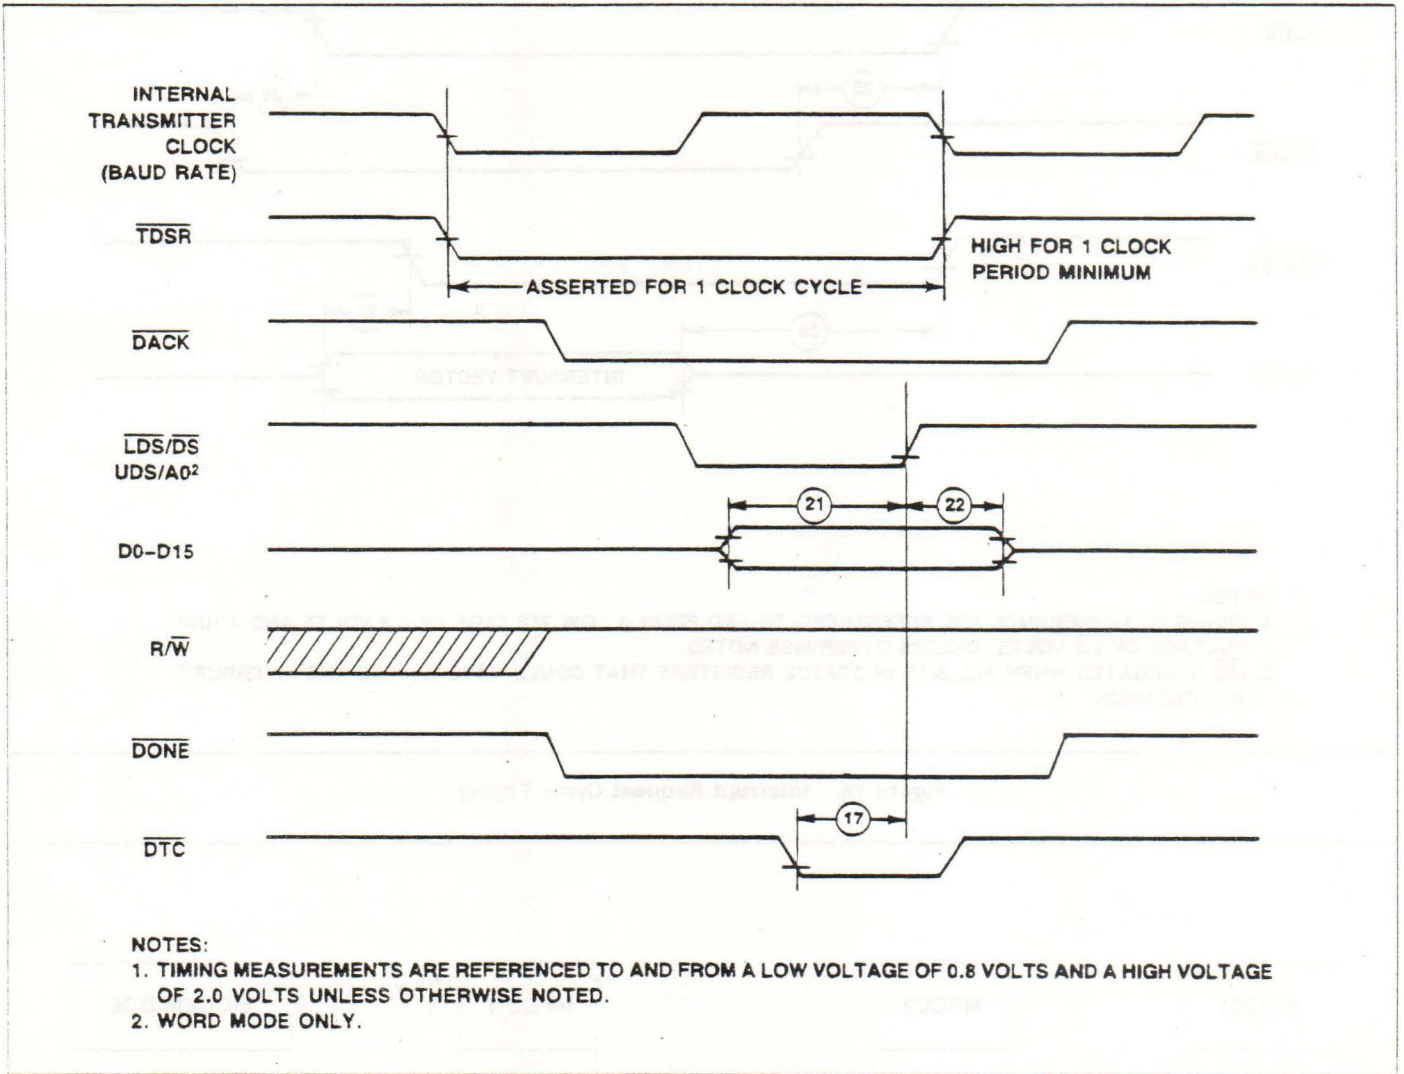 INTERNAL
TRANSMITTER
CLOCK
(BAUD RATE)
TDSR
HIGH FOR 1 CLOCK
PERIOD MINIMUM
ASSERTED FOR 1 CLOCK CYCLE
DACK
LDS/DS
UDS/A0²
21
22
D0-D15
R/W
DONE
17
DTC
NOTES:
1. TIMING MEASUREMENTS ARE REFERENCED TO AND FROM A LOW VOLTAGE OF 0.8 VOLTS AND A HIGH VOLTAGE
OF 2.0 VOLTS UNLESS OTHERWISE NOTED.
2. WORD MODE ONLY.